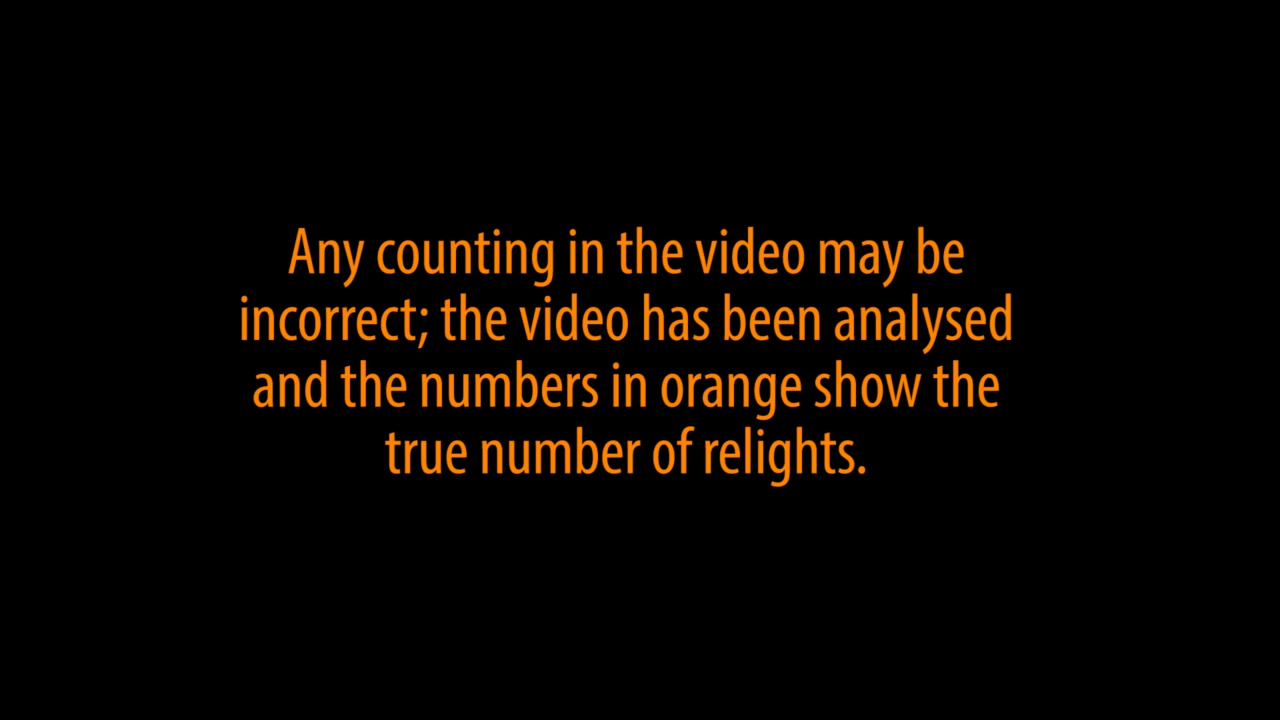 Any counting in the video may be
incorrect; the video has been analysed
and the numbers in orange show the
true number of relights.